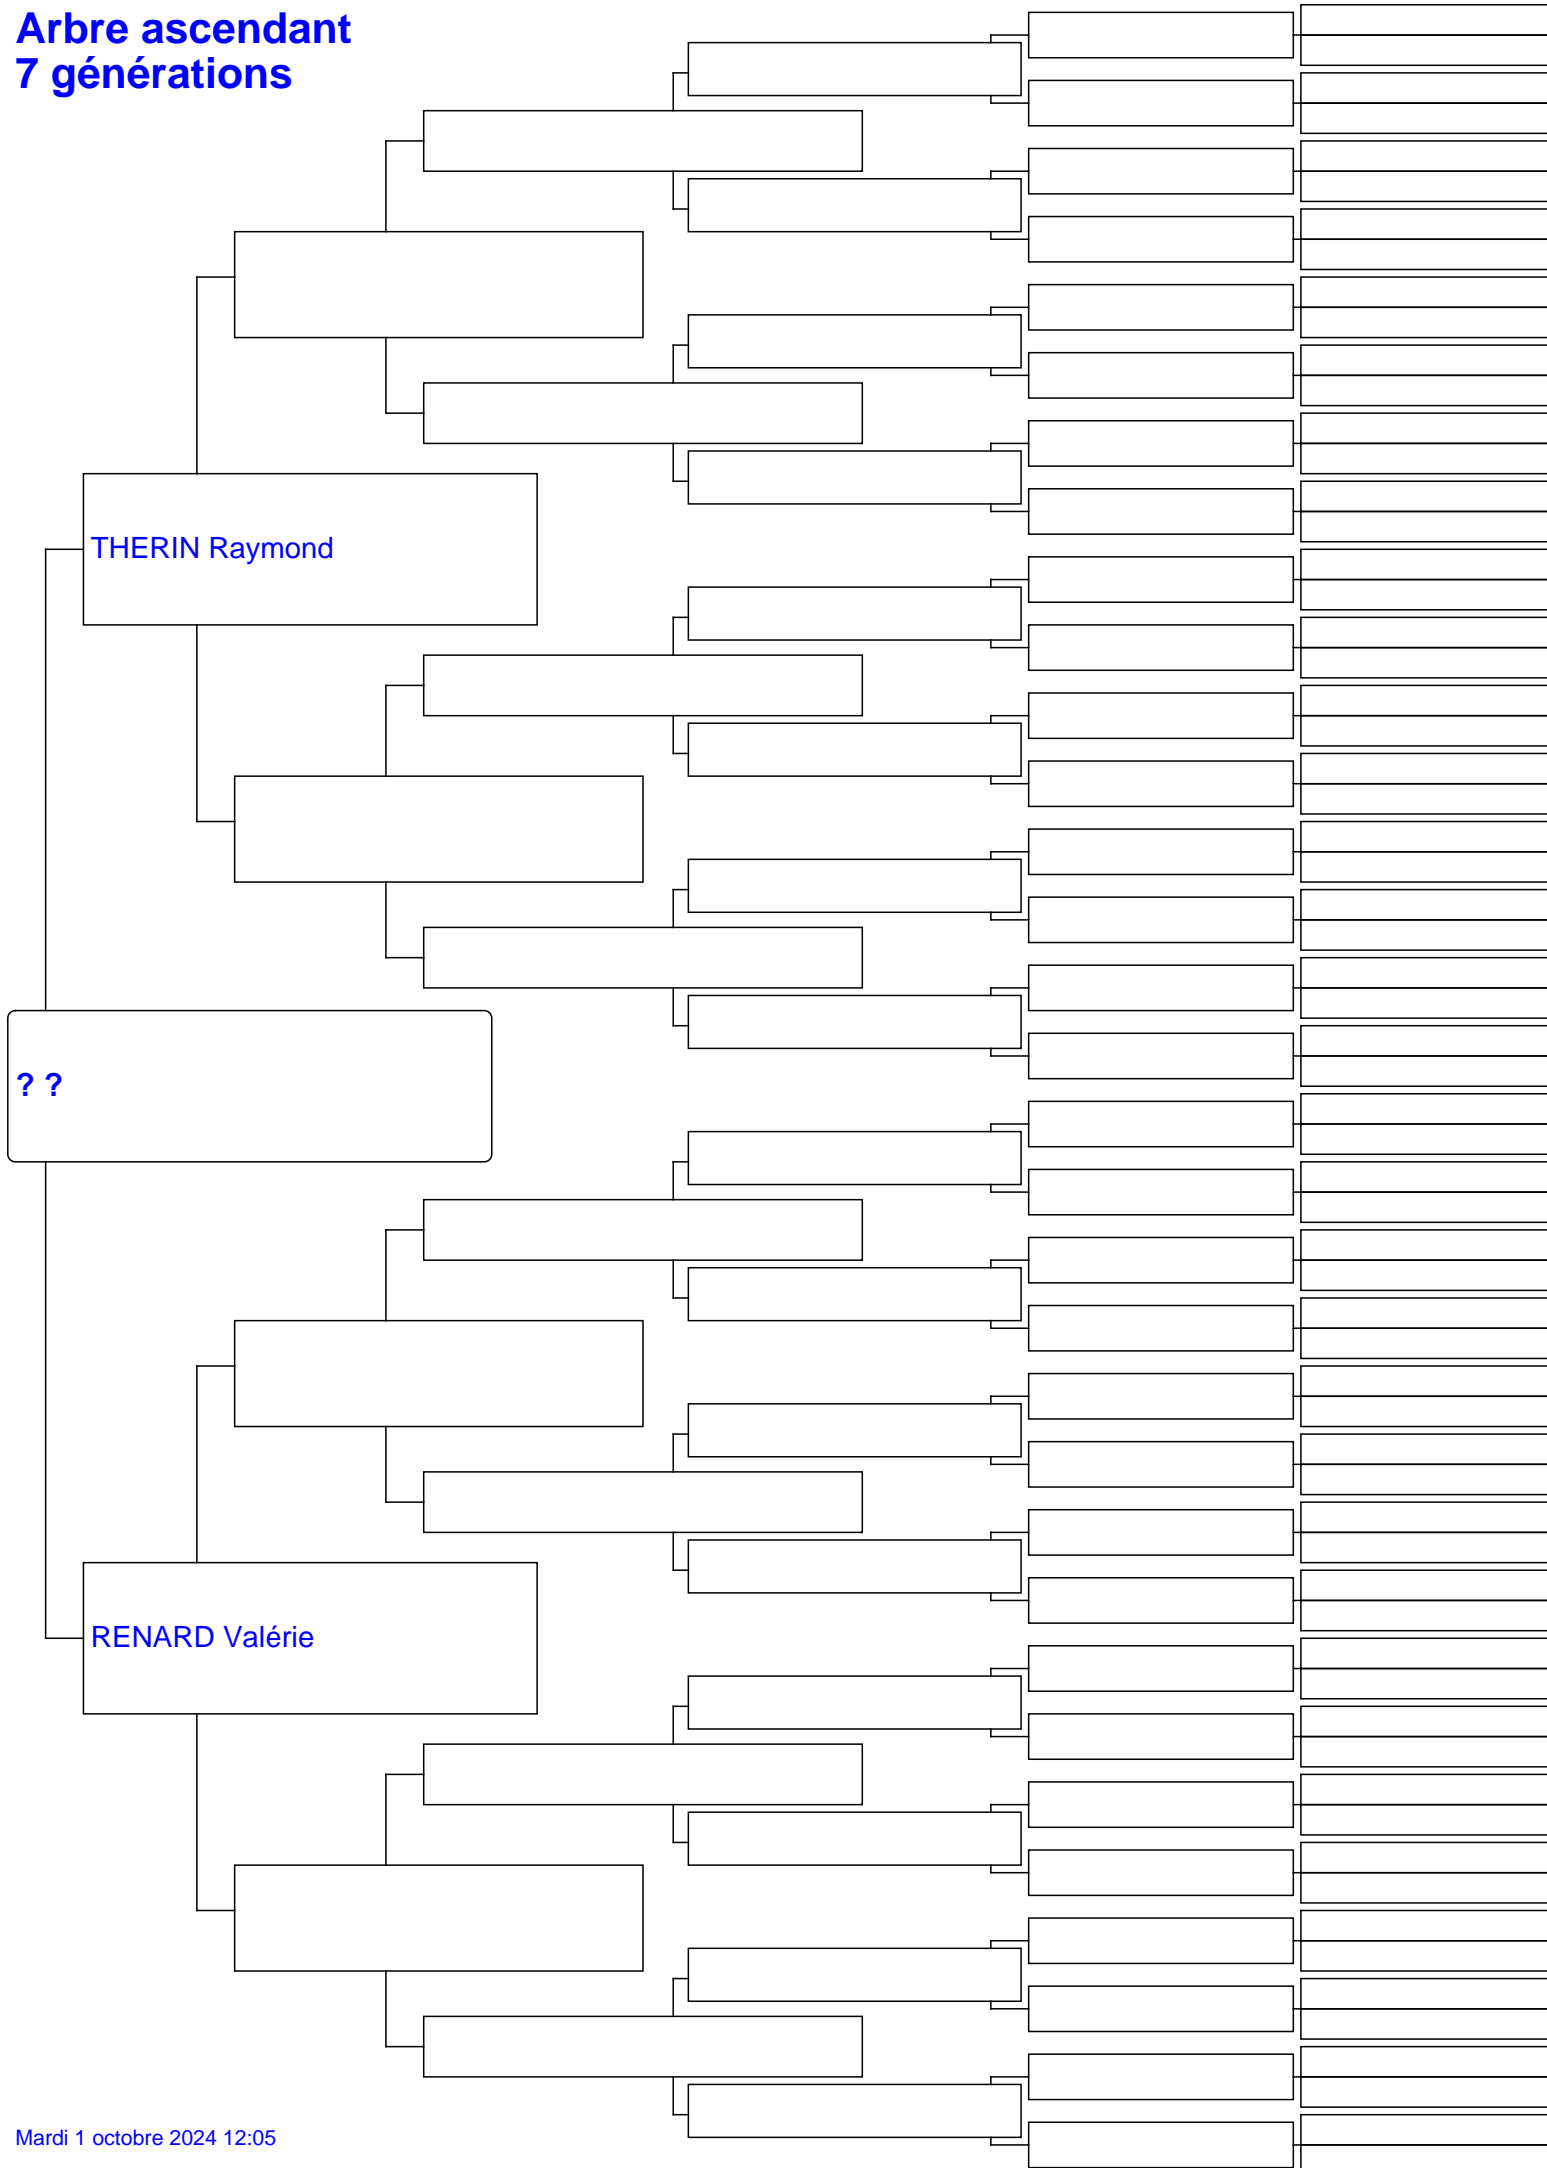 Arbre ascendant
7 générations
THERIN Raymond
? ?
RENARD Valérie
Mardi 1 octobre 2024 12:05